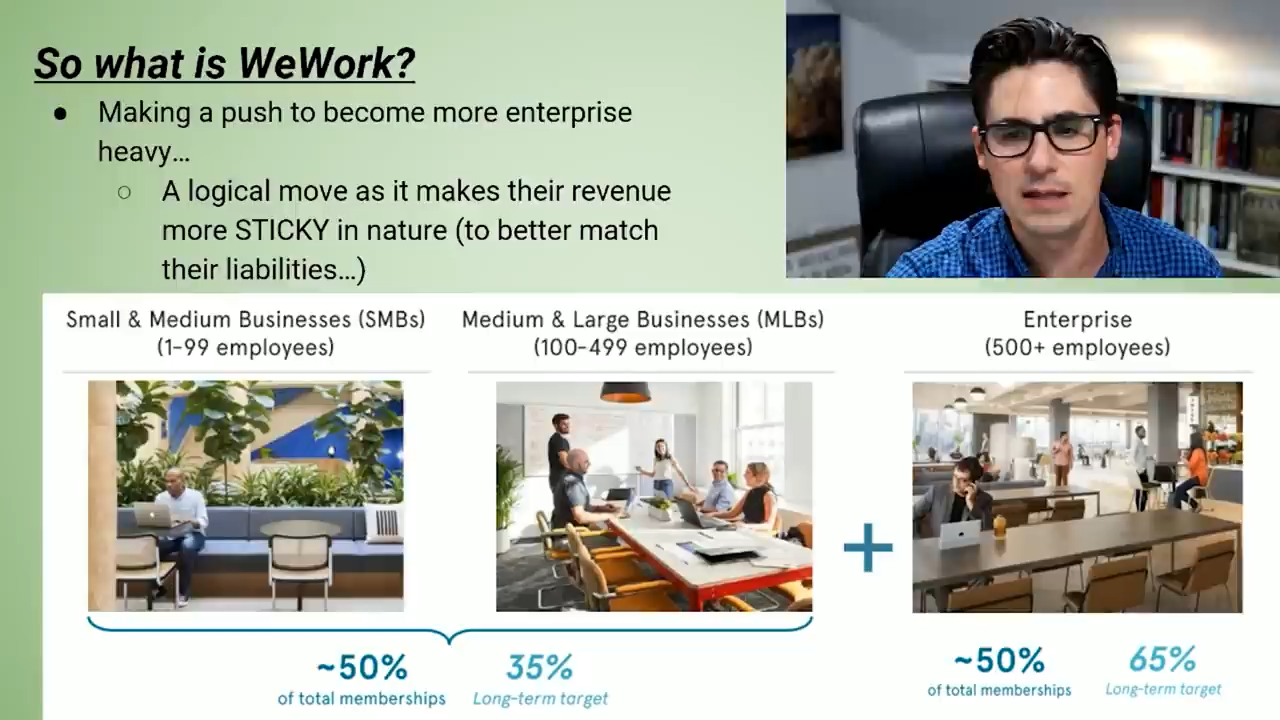 So what is WeWork?
● Making a push to become more enterprise
heavy...
○ A logical move as it makes their revenue
more STICKY in nature (to better match
their liabilities...)
Small & Medium Businesses (SMBs)
(1-99 employees)
Medium & Large Businesses (MLBs)
(100-499 employees)
Enterprise
(500+ employees)
+
~50%
of total memberships
35%
Long-term target
~50%
of total memberships
65%
Long-term target